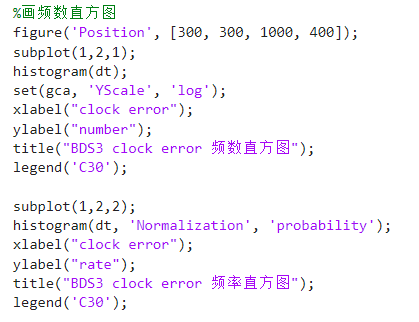 %画频数直方图
figure('Position', [300, 300, 1000, 400]);
subplot(1,2,1);
histogram(dt);
set(gca, 'YScale', 'log');
xlabel("clock error");
ylabel("number");
title("BDS3 clock error 频数直方图");
legend('C30');

subplot(1,2,2);
histogram(dt, 'Normalization', 'probability');
xlabel("clock error");
ylabel("rate");
title("BDS3 clock error 频率直方图");
legend('C30');